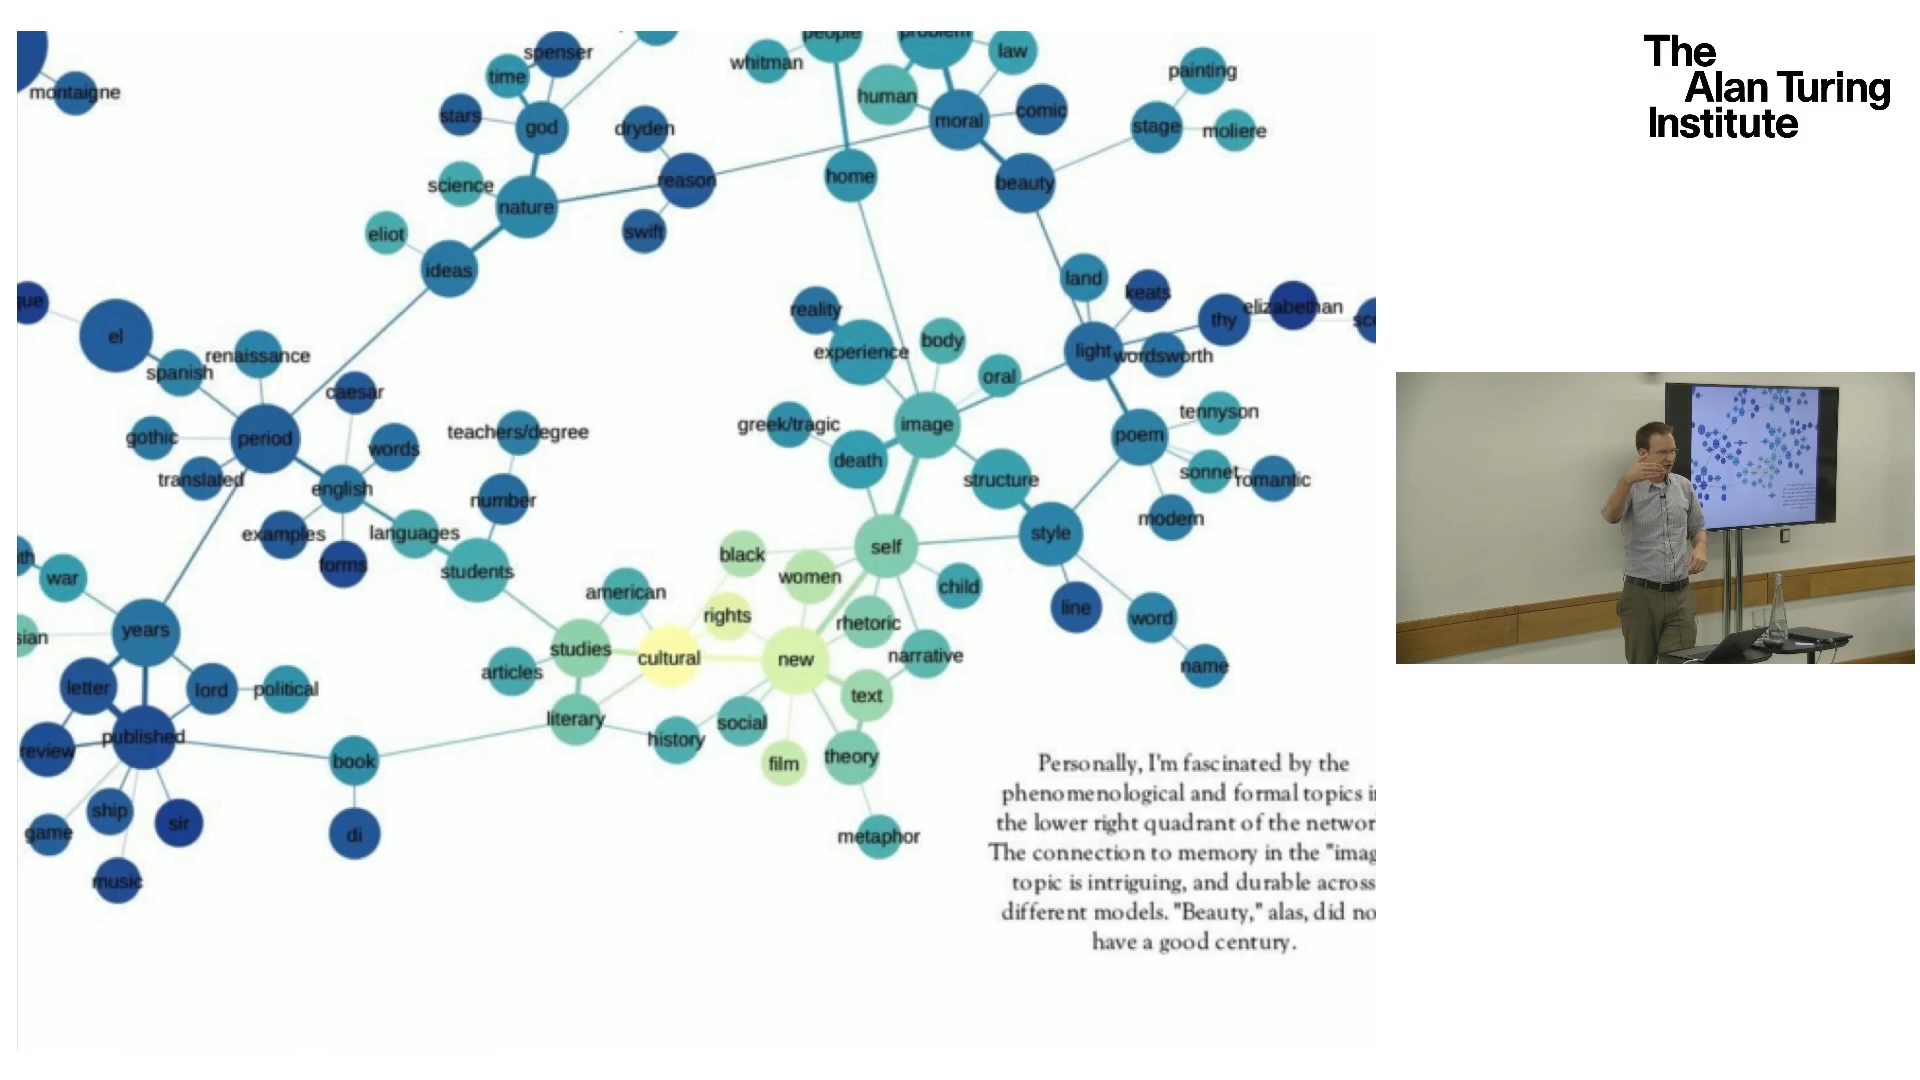 The
Alan Turing
Institute
people
problem
spenser
law
whitman
time
painting
montaigne
human
comic
stars
god
dryden
moral
stage
moliere
home
reason
beauty
science
nature
swift
eliot
ideas
land
keats
elizabethan
reality
thy
el
body
renaissance
experience
light
wordsworth
spanish
oral
caesar
tennyson
image
greek/tragic
teachers/degree
gothic
period
words
poem
death
sonnet
romantic
translated
english
number
structure
modern
examples
languages
style
self
black
forms
students
women
war
american
child
line
rights
word
rhetoric
years
studies
cultural
new
narrative
name
articles
letter
lord
political
text
literary
social
published
history
review
book
film
theory
ship
sir
game
di
metaphor
music
Personally, I'm fascinated by the
phenomenological and formal topics
the lower right quadrant of the
The connection to memory in the
topic is intriguing, and durable across
different models. "Beauty," alas, did
have a good century.